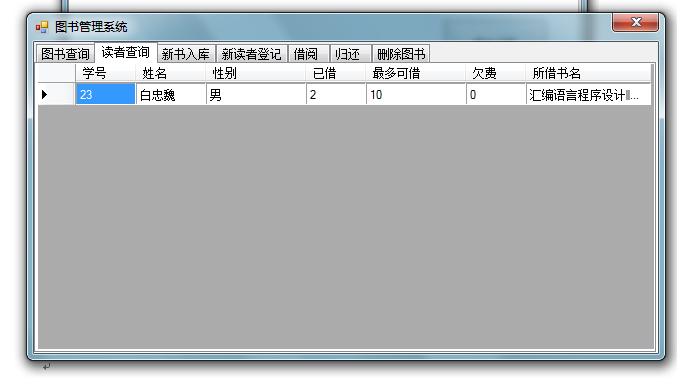 图书管理系统
图书查询 读者查询 新书入库 新读者登记 借阅 归还 删除图书
学号 姓名 性别 已借 最多可借 欠费 所借书名
23 白忠魏 男 2 10 0 汇编语言程序设计...